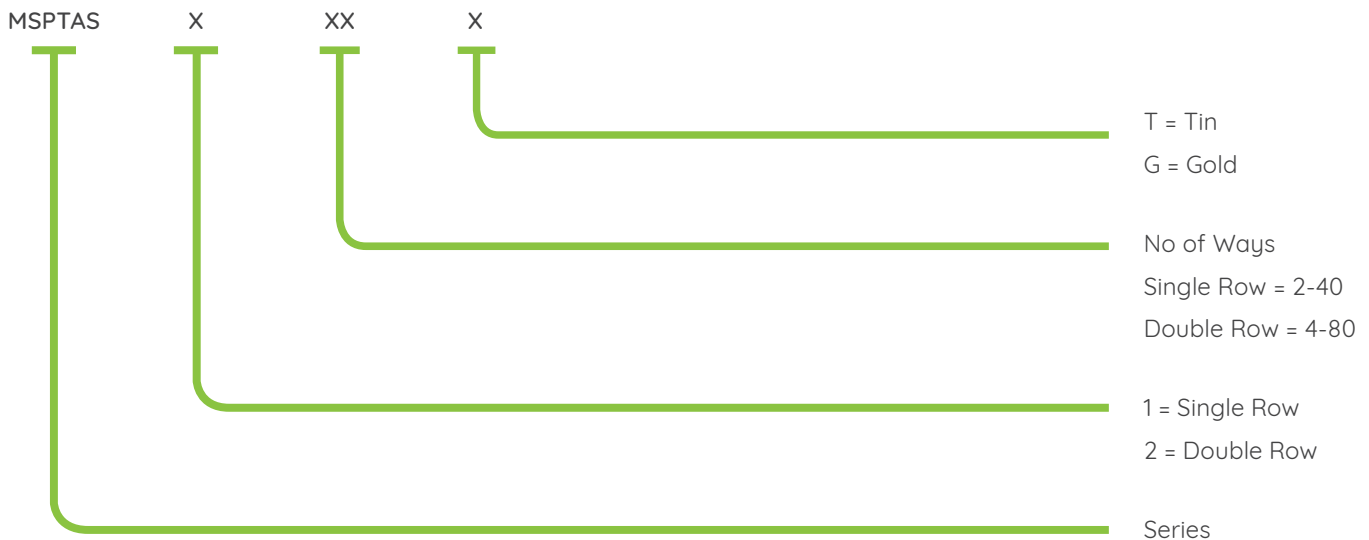 MSPTAS X XX X
T = Tin
G = Gold
No of Ways
Single Row = 2-40
Double Row = 4-80
1 = Single Row
2 = Double Row
Series